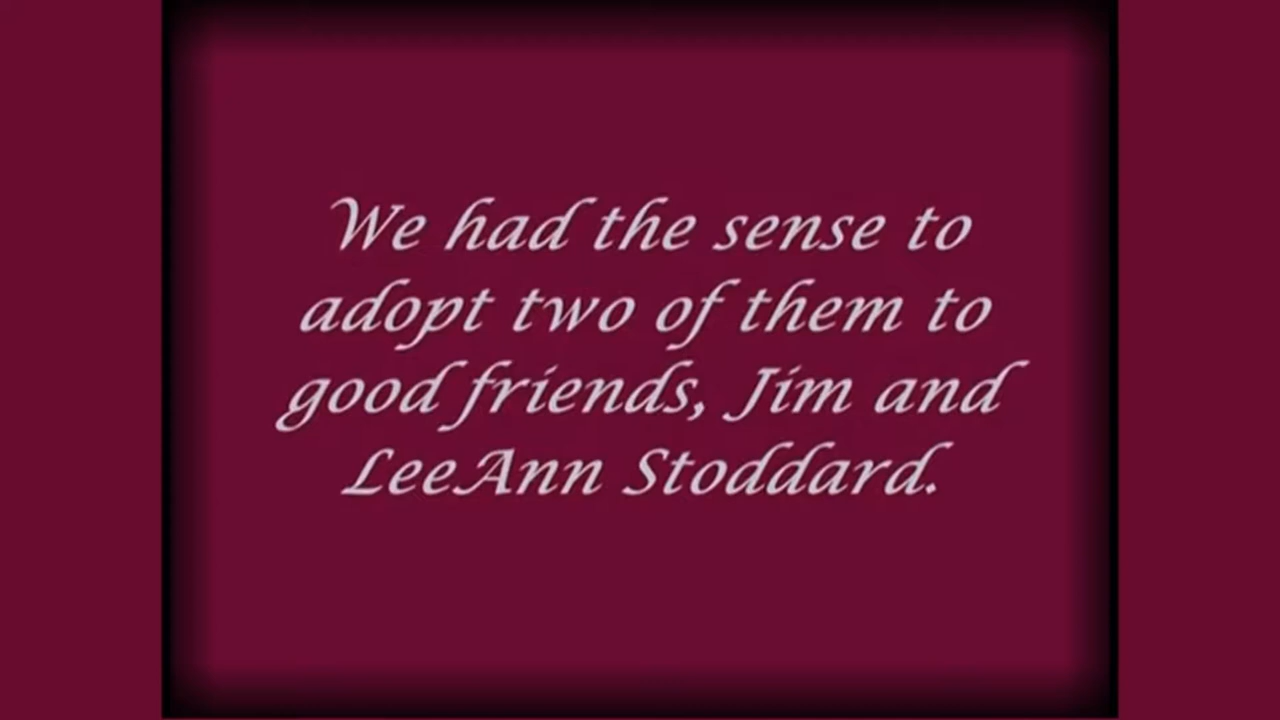 We had the sense to
adopt two of them to
good friends, Jim and
LeeAnn Stoddard.